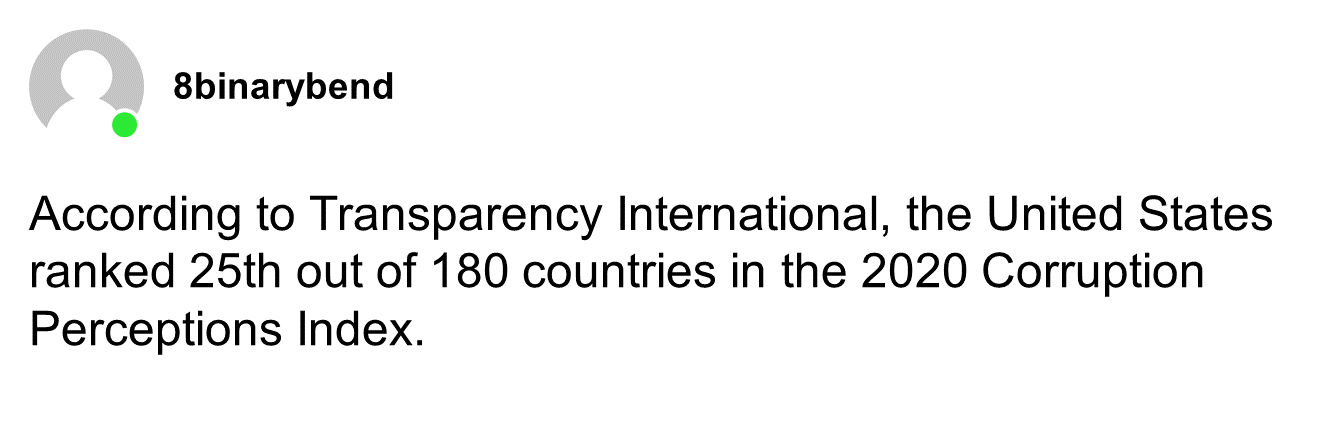 8binarybend
According to Transparency International, the United States
ranked 25th out of 180 countries in the 2020 Corruption
Perceptions Index.